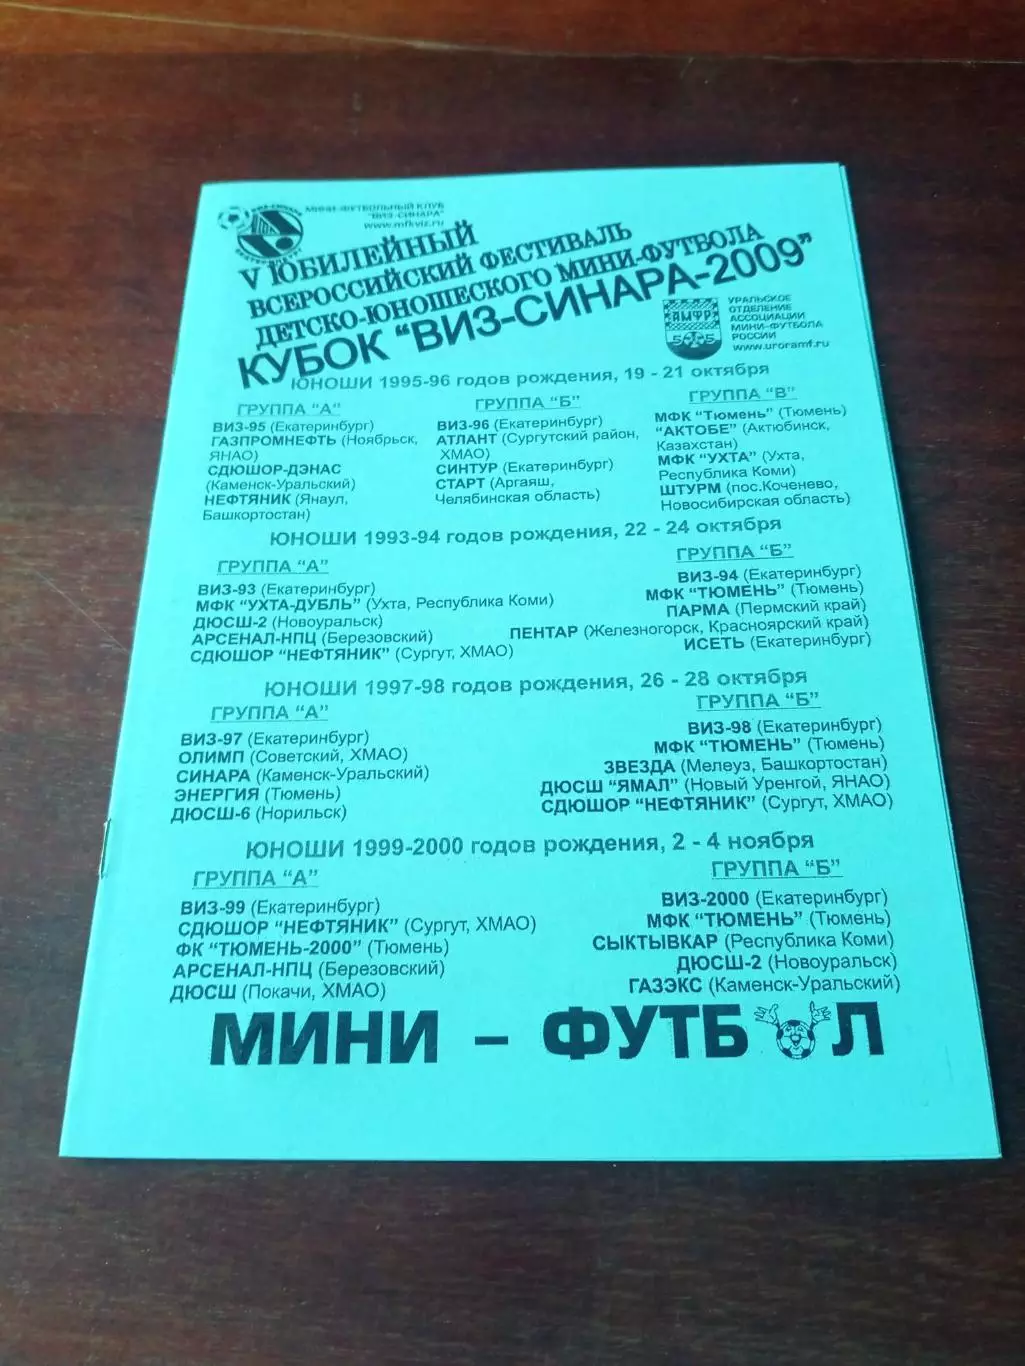 МИНИ-ФУТБОЛЬНЫЙ КЛУБ
"ВИЗ-СИНАРА"
www.mfkviz.ru
V ЮБИЛЕЙНЫЙ
ВСЕРОССИЙСКИЙ ФЕСТИВАЛЬ
ДЕТСКО-ЮНОШЕСКОГО МИНИ-ФУТБОЛА
КУБОК "ВИЗ-СИНАРА-2009"
АМФР
УРАЛЬСКОЕ
ОТДЕЛЕНИЕ
АССОЦИАЦИИ
МИНИ-ФУТБОЛА
РОССИИ
www.uroramf.ru
ЮНОШИ 1995-96 годов рождения, 19 - 21 октября
ГРУППА "А"
ВИЗ-95 (Екатеринбург)
ГАЗПРОМНЕФТЬ (Ноябрьск,
ЯНАО)
СДЮШОР-ДЭНАС
(Каменск-Уральский)
НЕФТЯНИК (Янаул,
Башкортостан)
ГРУППА "Б"
ВИЗ-96 (Екатеринбург)
АТЛАНТ (Сургутский район,
ХМАО)
СИНТУР (Екатеринбург)
СТАРТ (Аргаяш,
Челябинская область)
ГРУППА "В"
МФК "Тюмень" (Тюмень)
"АКТОБЕ" (Актюбинск,
Казахстан)
МФК "УХТА" (Ухта,
Республика Коми)
ШТУРМ (пос.Коченево,
Новосибирская область)
ЮНОШИ 1993-94 годов рождения, 22 - 24 октября
ГРУППА "А"
ВИЗ-93 (Екатеринбург)
МФК "УХТА-ДУБЛЬ" (Ухта, Республика Коми)
ДЮСШ-2 (Новоуральск)
АРСЕНАЛ-НПЦ (Березовский)
СДЮШОР "НЕФТЯНИК" (Сургут, ХМАО)
ГРУППА "Б"
ВИЗ-94 (Екатеринбург)
МФК "ТЮМЕНЬ" (Тюмень)
ПАРМА (Пермский край)
ПЕНТАР (Железногорск, Красноярский край)
ИСЕТЬ (Екатеринбург)
ЮНОШИ 1997-98 годов рождения, 26 - 28 октября
ГРУППА "А"
ВИЗ-97 (Екатеринбург)
ОЛИМП (Советский, ХМАО)
СИНАРА (Каменск-Уральский)
ЭНЕРГИЯ (Тюмень)
ДЮСШ-6 (Норильск)
ГРУППА "Б"
ВИЗ-98 (Екатеринбург)
МФК "ТЮМЕНЬ" (Тюмень)
ЗВЕЗДА (Мелеуз, Башкортостан)
ДЮСШ "ЯМАЛ" (Новый Уренгой, ЯНАО)
СДЮШОР "НЕФТЯНИК" (Сургут, ХМАО)
ЮНОШИ 1999-2000 годов рождения, 2 - 4 ноября
ГРУППА "А"
ВИЗ-99 (Екатеринбург)
СДЮШОР "НЕФТЯНИК" (Сургут, ХМАО)
ФК "ТЮМЕНЬ-2000" (Тюмень)
АРСЕНАЛ-НПЦ (Березовский)
ДЮСШ (Покачи, ХМАО)
ГРУППА "Б"
ВИЗ-2000 (Екатеринбург)
МФК "ТЮМЕНЬ" (Тюмень)
СЫКТЫВКАР (Республика Коми)
ДЮСШ-2 (Новоуральск)
ГАЗЭКС (Каменск-Уральский)
МИНИ - ФУТБОЛ